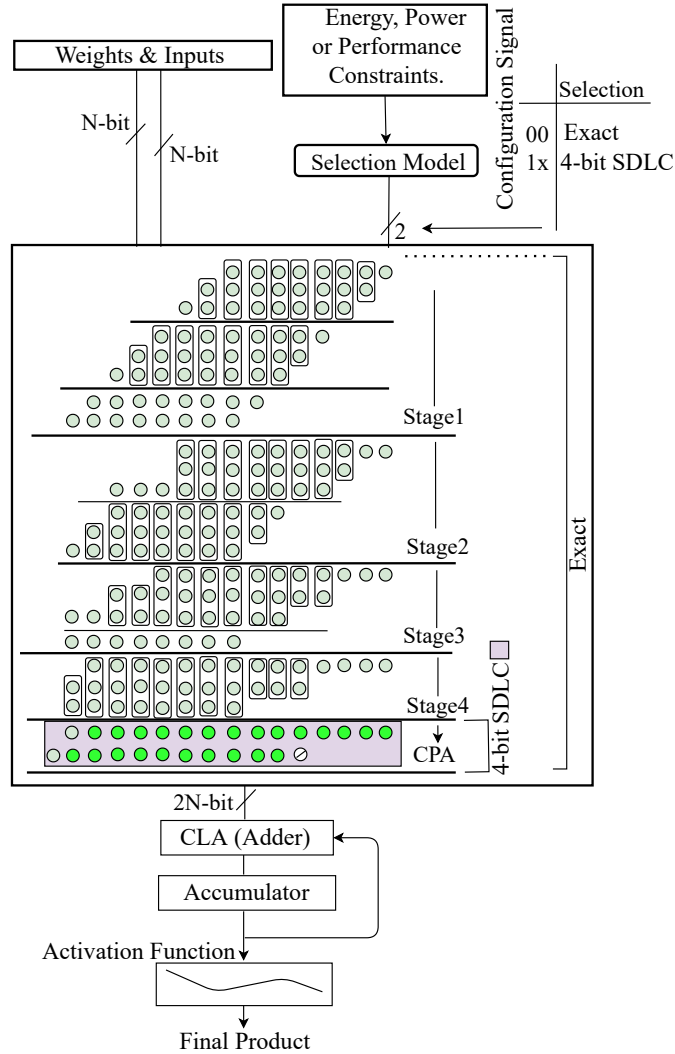 Weights & Inputs
Energy, Power
or Performance
Constraints.
Configuration Signal
Selection
00 Exact
1x 4-bit SDLC
N-bit
N-bit
Selection Model
2
Stage1
Stage2
Stage3
Stage4
CPA
4-bit SDLC
Exact
2N-bit
CLA (Adder)
Accumulator
Activation Function
Final Product